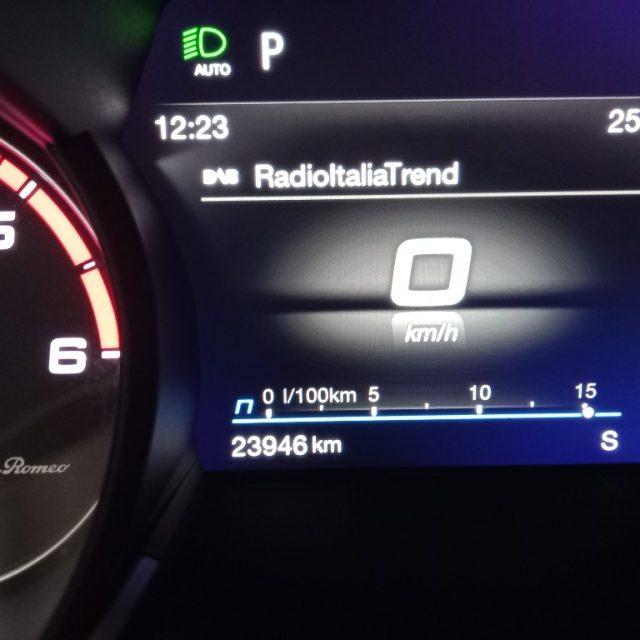 AUTO P
12:23 25
DAB RadioItaliaTrend
5
0
km/h
6
0 l/100km 5 10 15
23946 km S
Romeo